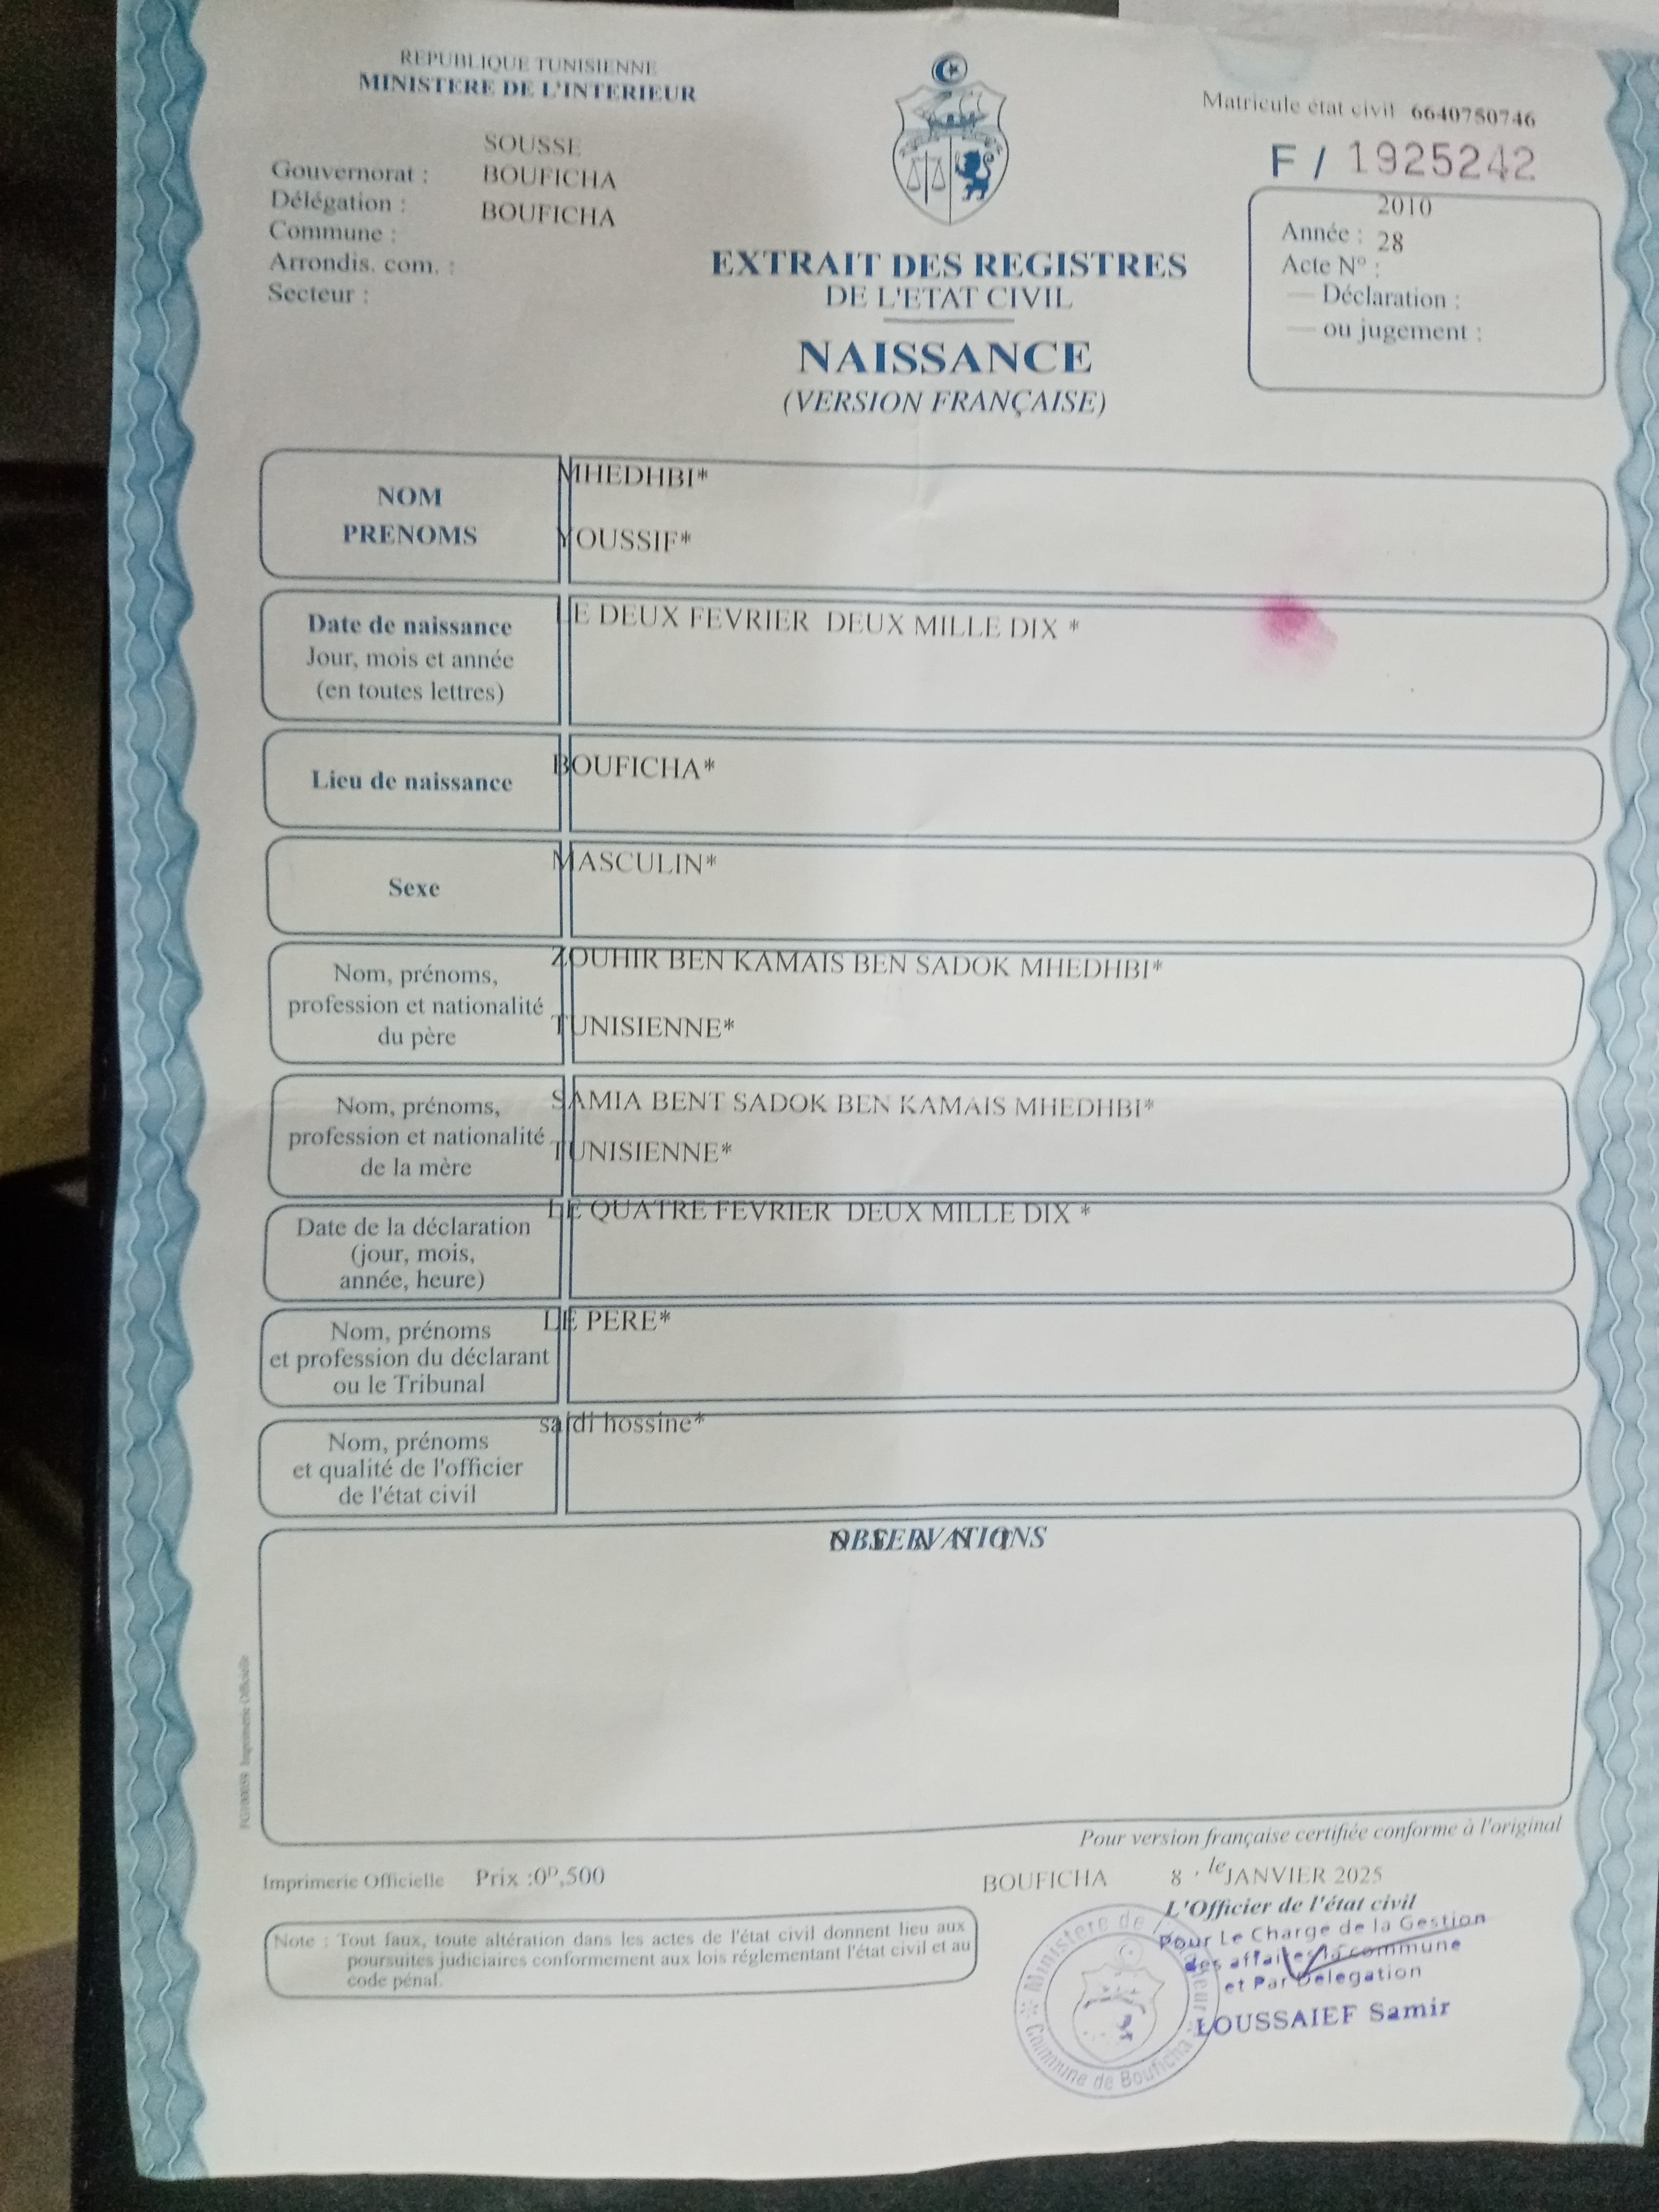 REPUBLIQUE TUNISIENNE
MINISTERE DE L'INTERIEUR
Matricule état civil 6640750746
F / 1925242
SOUSSE
Gouvernorat : BOUFICHA
Délégation :
BOUFICHA
Commune :
Arrondis. com. :
Secteur :
2010
Année : 28
Acte N° :
— Déclaration :
— ou jugement :
EXTRAIT DES REGISTRES
DE L'ETAT CIVIL
NAISSANCE
(VERSION FRANÇAISE)
NOM
PRENOMS
MHEDHBI*
YOUSSIF*
Date de naissance
Jour, mois et année
(en toutes lettres)
LE DEUX FEVRIER DEUX MILLE DIX *
Lieu de naissance
BOUFICHA*
Sexe
MASCULIN*
Nom, prénoms,
profession et nationalité
du père
ZOUHIR BEN KAMAIS BEN SADOK MHEDHBI*
TUNISIENNE*
Nom, prénoms,
profession et nationalité
de la mère
SAMIA BENT SADOK BEN KAMAIS MHEDHBI*
TUNISIENNE*
Date de la déclaration
(jour, mois,
année, heure)
LE QUATRE FEVRIER DEUX MILLE DIX *
Nom, prénoms
et profession du déclarant
ou le Tribunal
LE PERE*
Nom, prénoms
et qualité de l'officier
de l'état civil
saidi hossine*
OBSERVATIONS
Imprimerie Officielle
Pour version française certifiée conforme à l'original
Imprimerie Officielle Prix :0ᴰ,500
BOUFICHA 8 , le JANVIER 2025
L'Officier de l'état civil
Pour Le Charge de la Gestion
des affaires la commune
et Par Delegation
LOUSSAIEF Samir
Ministere de l'Interieur
Commune de Bouficha
Note : Tout faux, toute altération dans les actes de l'état civil donnent lieu aux
poursuites judiciaires conformement aux lois réglementant l'état civil et au
code pénal.